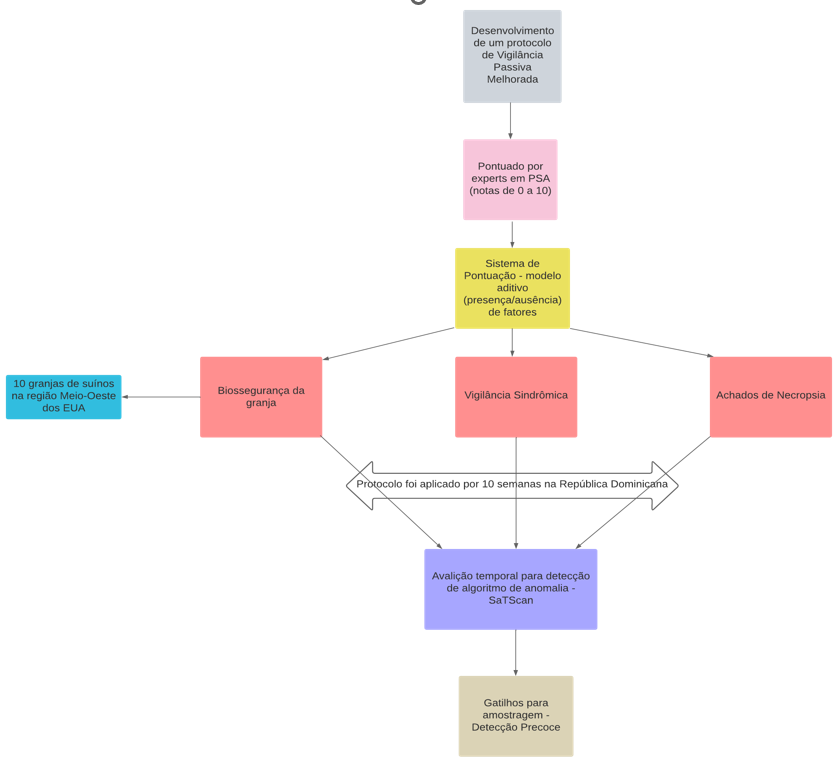 Desenvolvimento
de um protocolo
de Vigilância
Passiva
Melhorada
Pontuado por
experts em PSA
(notas de 0 a 10)
Sistema de
Pontuação - modelo
aditivo
(presença/ausência)
de fatores
10 granjas de suínos
na região Meio-Oeste
dos EUA
Biossegurança da
granja
Vigilância Sindrômica
Achados de Necropsia
Protocolo foi aplicado por 10 semanas na República Dominicana
Avalição temporal para detecção
de algoritmo de anomalia -
SaTScan
Gatilhos para
amostragem -
Detecção Precoce